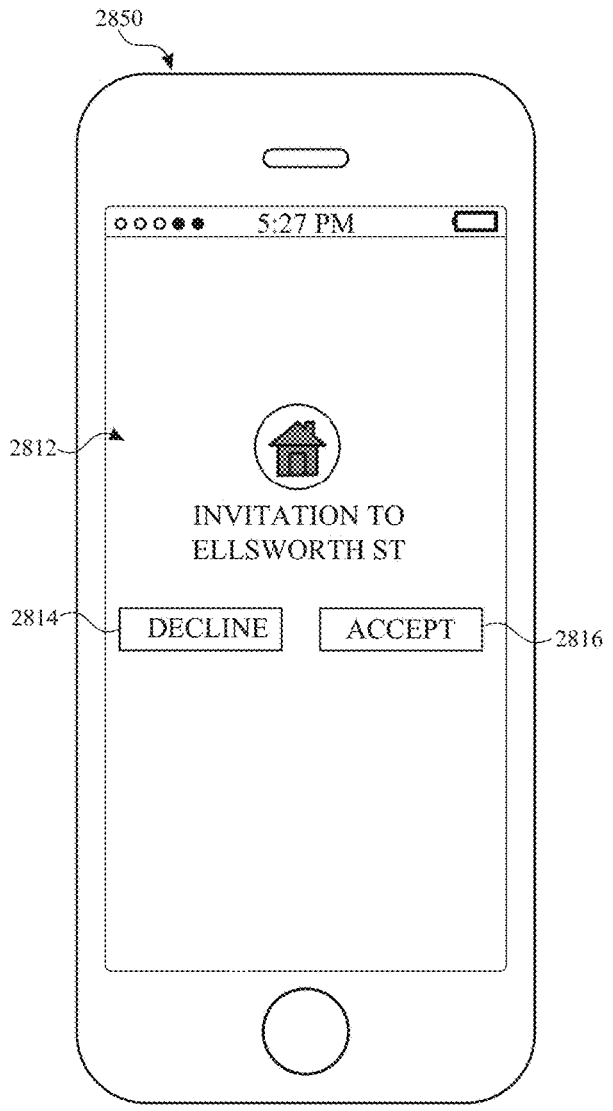 2850
5:27 PM
2812
INVITATION TO
ELLSWORTH ST
2814
DECLINE
ACCEPT
2816